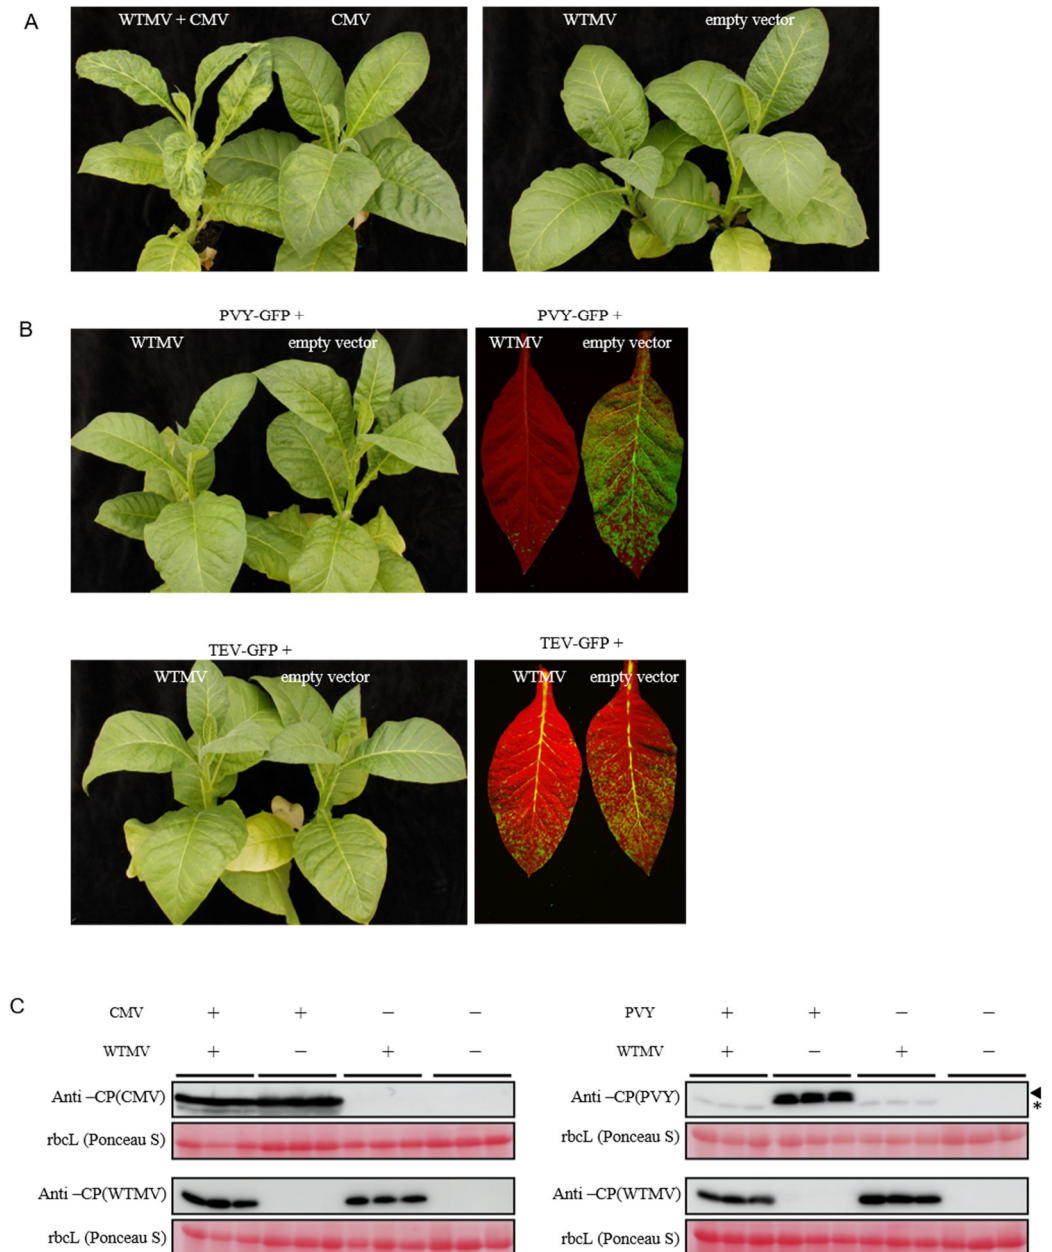 A
WTMV + CMV CMV
WTMV empty vector
B
PVY-GFP + PVY-GFP +
WTMV empty vector WTMV empty vector
TEV-GFP + TEV-GFP +
WTMV empty vector WTMV empty vector
C
CMV + + − −
WTMV + − + −
Anti –CP(CMV)
rbcL (Ponceau S)
Anti –CP(WTMV)
rbcL (Ponceau S)
PVY + + − −
WTMV + − + −
Anti –CP(PVY) ◄
*
rbcL (Ponceau S)
Anti –CP(WTMV)
rbcL (Ponceau S)